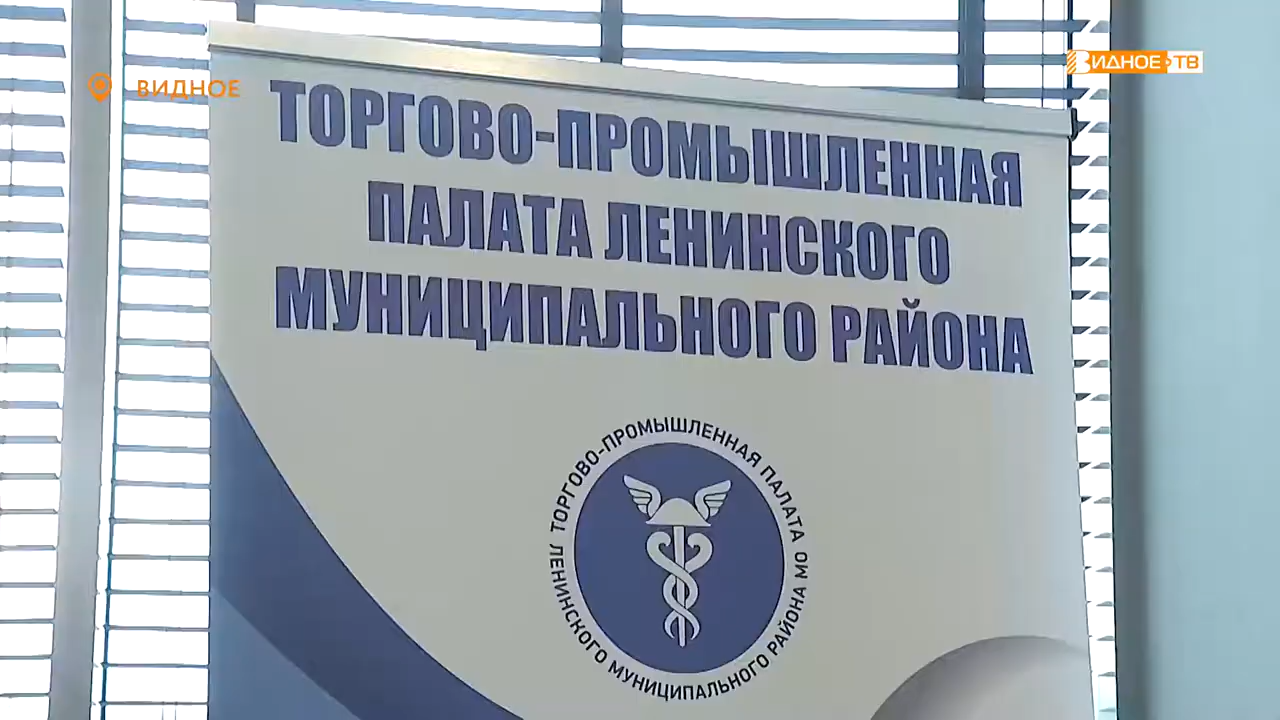 ВИДНОЕ
ВИДНОЕ ТВ
ТОРГОВО-ПРОМЫШЛЕННАЯ
ПАЛАТА ЛЕНИНСКОГО
МУНИЦИПАЛЬНОГО РАЙОНА
ТОРГОВО-ПРОМЫШЛЕННАЯ ПАЛАТА
ЛЕНИНСКОГО МУНИЦИПАЛЬНОГО РАЙОНА МО